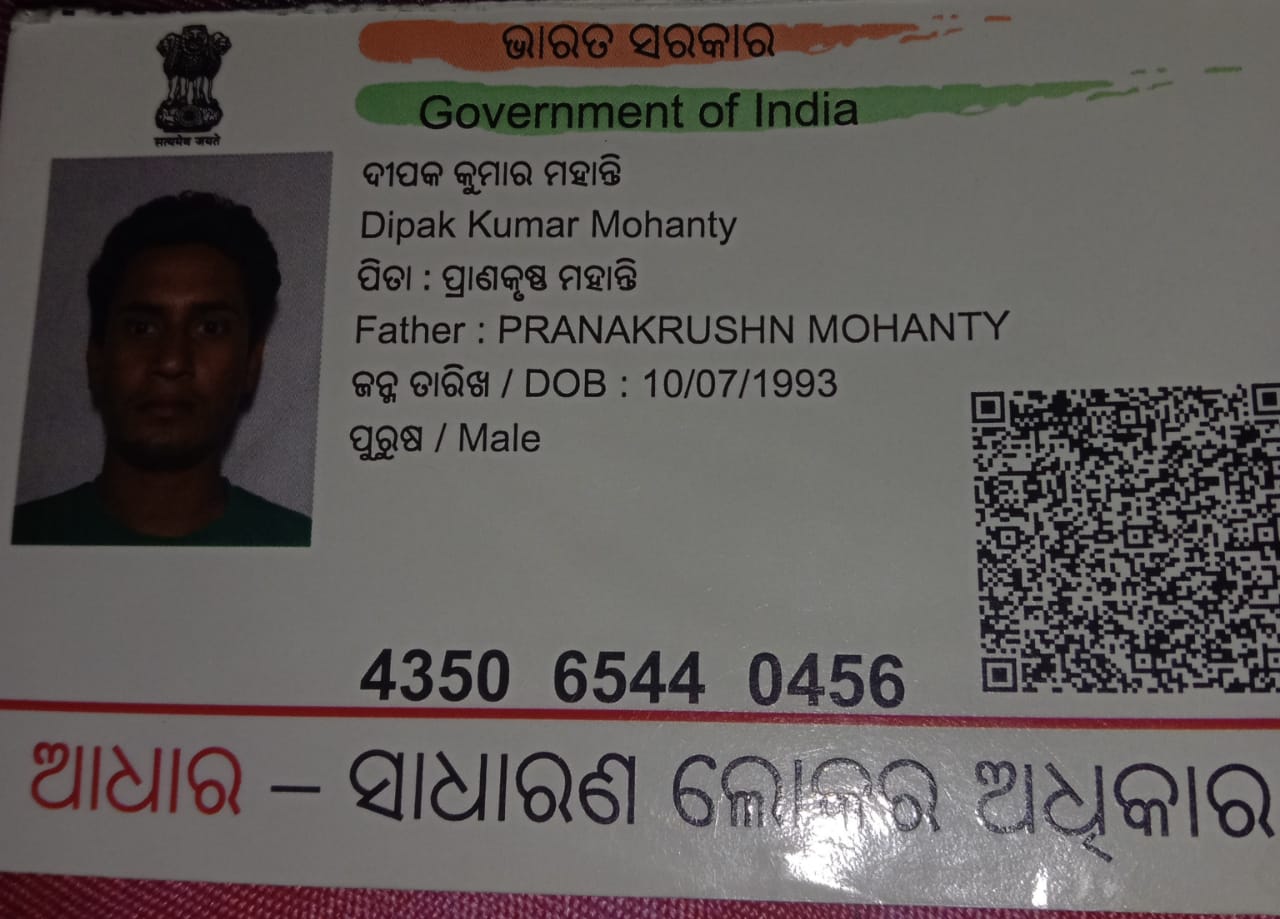 ଭାରତ ସରକାର
Government of India
सत्यमेव जयते
ଦୀପକ କୁମାର ମହାନ୍ତି
Dipak Kumar Mohanty
ପିତା : ପ୍ରାଣକୃଷ୍ଣ ମହାନ୍ତି
Father : PRANAKRUSHN MOHANTY
ଜନ୍ମ ତାରିଖ / DOB : 10/07/1993
ପୁରୁଷ / Male
4350 6544 0456
ଆଧାର – ସାଧାରଣ ଲୋକର ଅଧିକାର